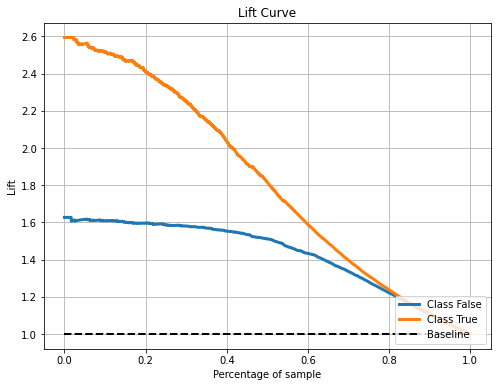 Lift Curve
2.6
2.4
2.2
2.0
1.8
1.6
1.4
1.2
1.0
Lift
Class False
Class True
Baseline
0.0 0.2 0.4 0.6 0.8 1.0
Percentage of sample